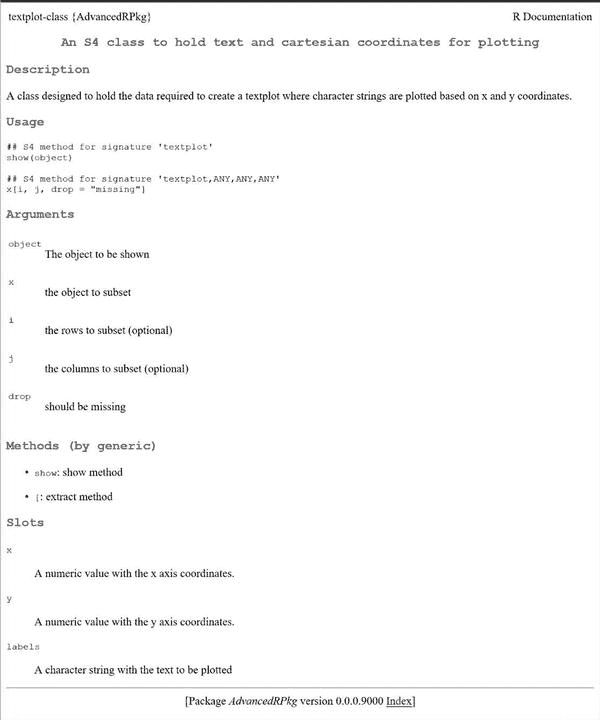 textplot-class {AdvancedRPkg} R Documentation
An S4 class to hold text and cartesian coordinates for plotting
Description
A class designed to hold the data required to create a textplot where character strings are plotted based on x and y coordinates.
Usage
## S4 method for signature 'textplot'
show(object)
## S4 method for signature 'textplot,ANY,ANY,ANY'
x[i, j, drop = "missing"]
Arguments
object
The object to be shown
x
the object to subset
i
the rows to subset (optional)
j
the columns to subset (optional)
drop
should be missing
Methods (by generic)
• show: show method
• [: extract method
Slots
x
A numeric value with the x axis coordinates.
y
A numeric value with the y axis coordinates.
labels
A character string with the text to be plotted
[Package AdvancedRPkg version 0.0.0.9000 Index]